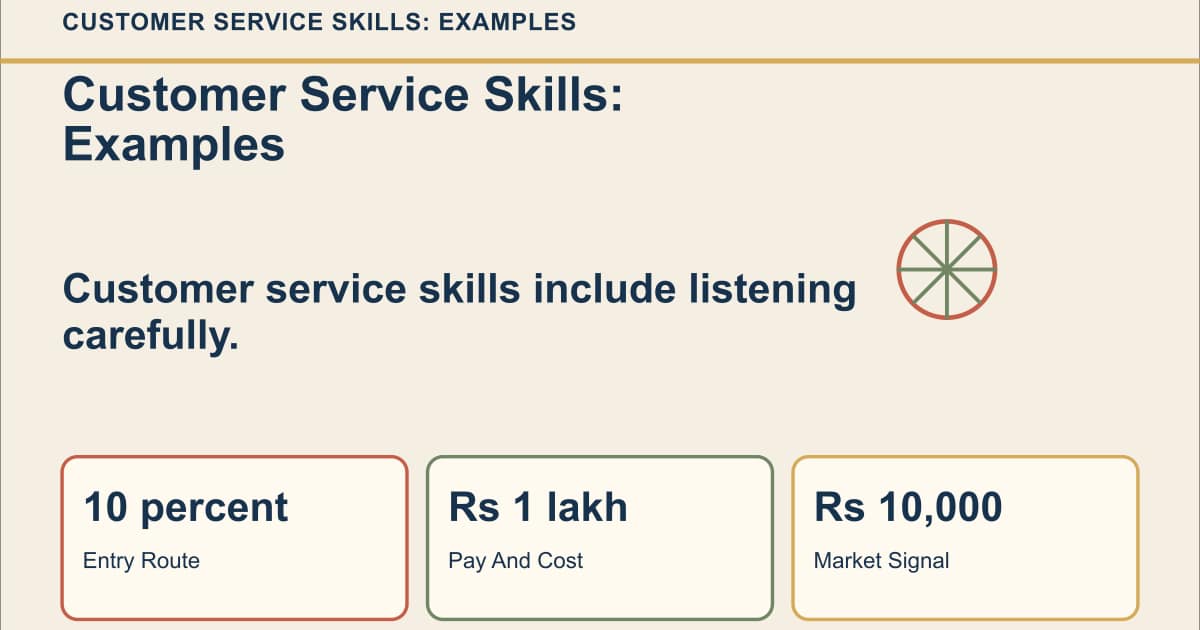 CUSTOMER SERVICE SKILLS: EXAMPLES
Customer Service Skills:
Examples
Customer service skills include listening
carefully.
10 percent
Entry Route
Rs 1 lakh
Pay And Cost
Rs 10,000
Market Signal